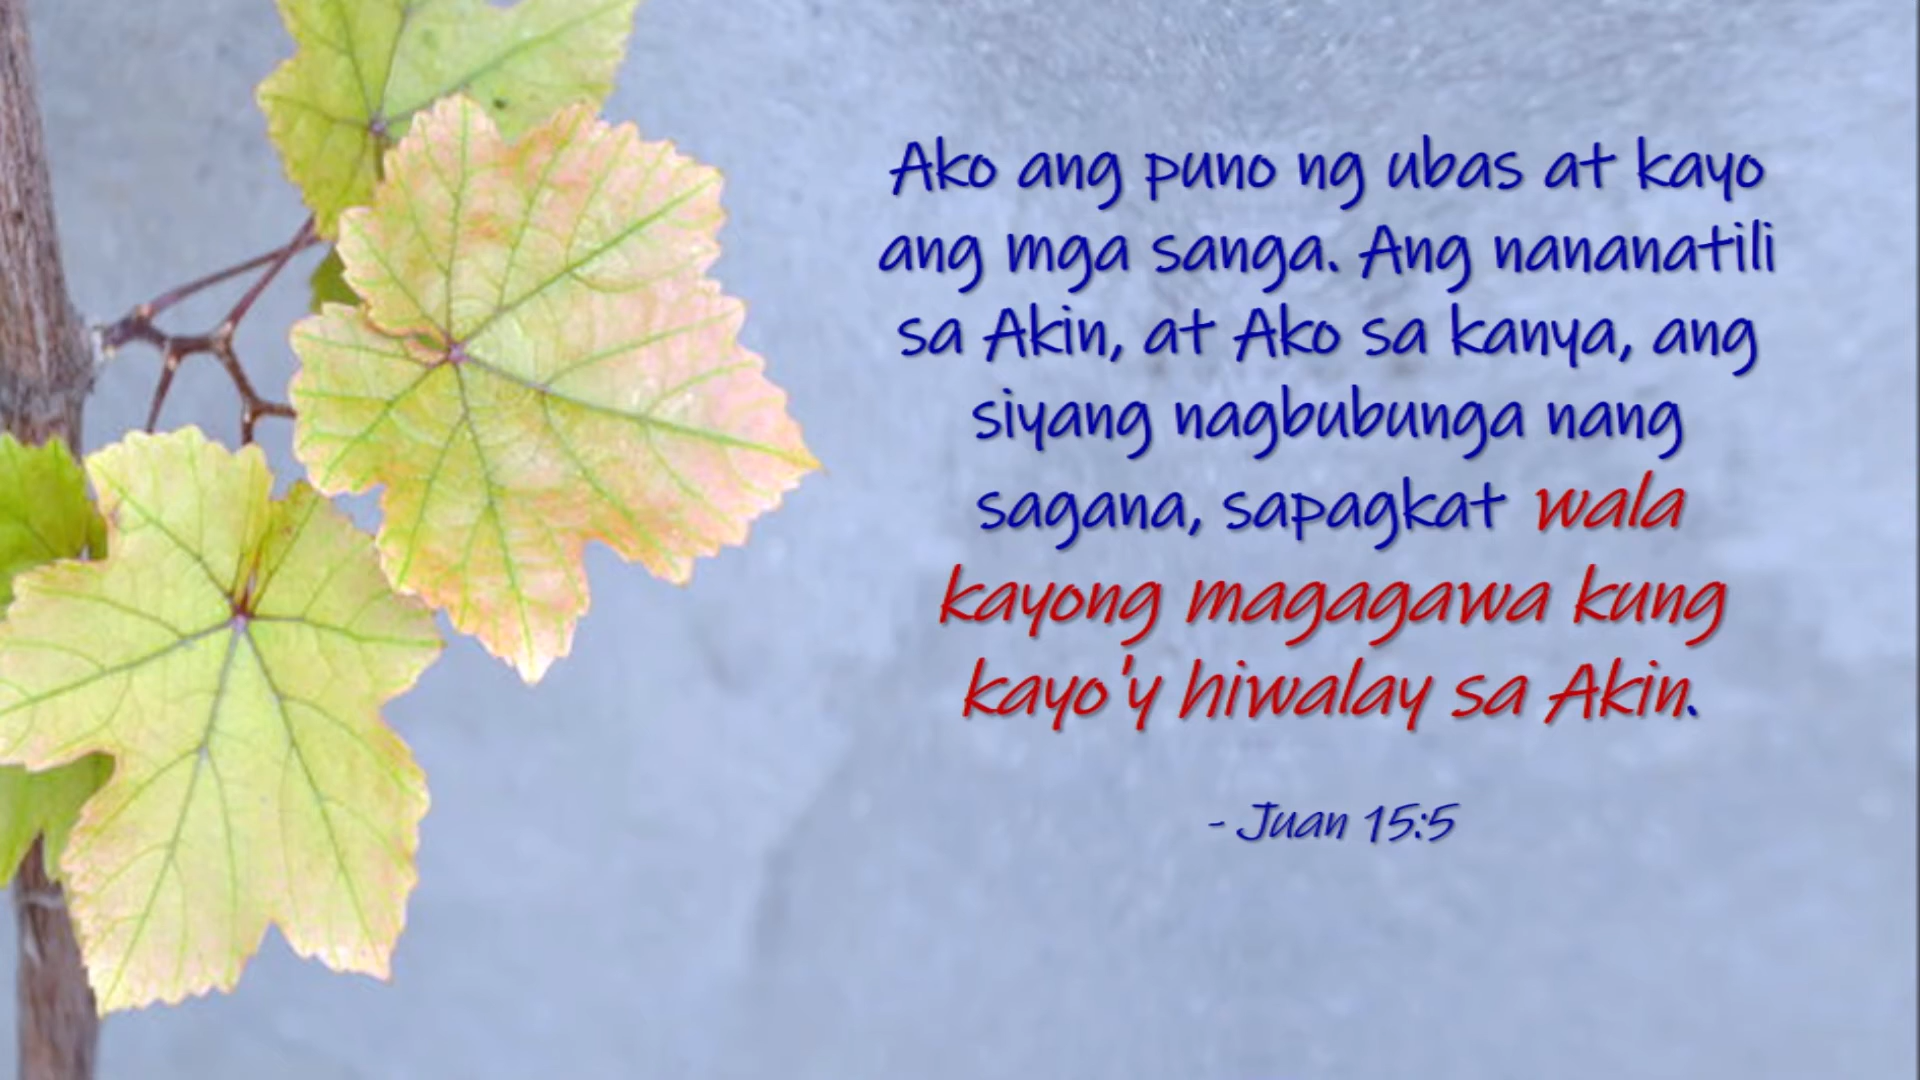 Ako ang puno ng ubas at kayo
ang mga sanga. Ang nananatili
sa Akin, at Ako sa kanya, ang
siyang nagbubunga nang
sagana, sapagkat wala
kayong magagawa kung
kayo'y hiwalay sa Akin.
- Juan 15:5